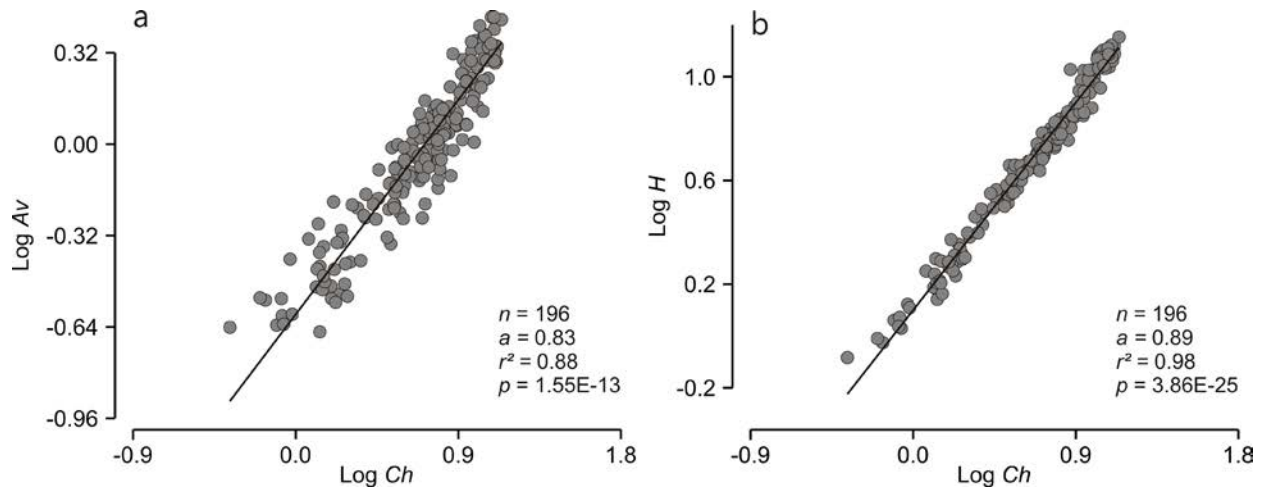 a
0.32
0.00
-0.32
-0.64
-0.96
Log Av
-0.9
0.0
0.9
1.8
Log Ch
n = 196
a = 0.83
r² = 0.88
p = 1.55E-13
b
1.0
0.6
0.2
-0.2
Log H
-0.9
0.0
0.9
1.8
Log Ch
n = 196
a = 0.89
r² = 0.98
p = 3.86E-25